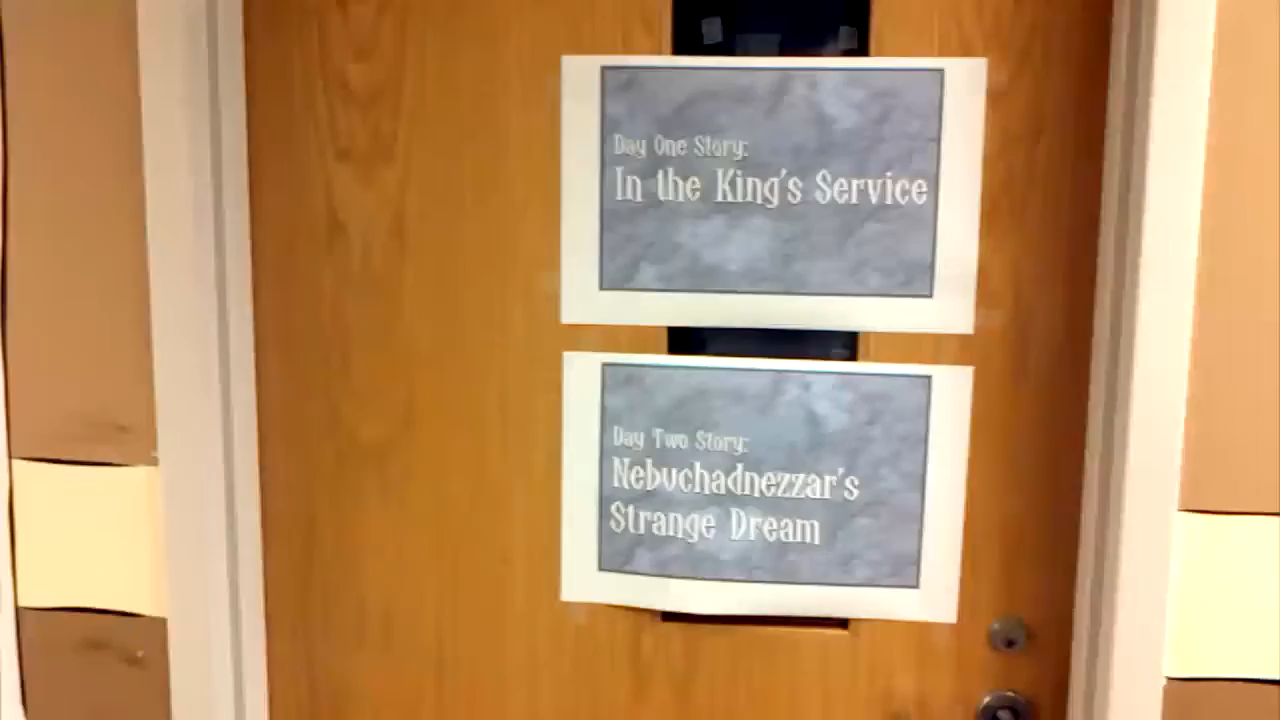 Day One Story:
In the King's Service
Day Two Story:
Nebuchadnezzar's
Strange Dream